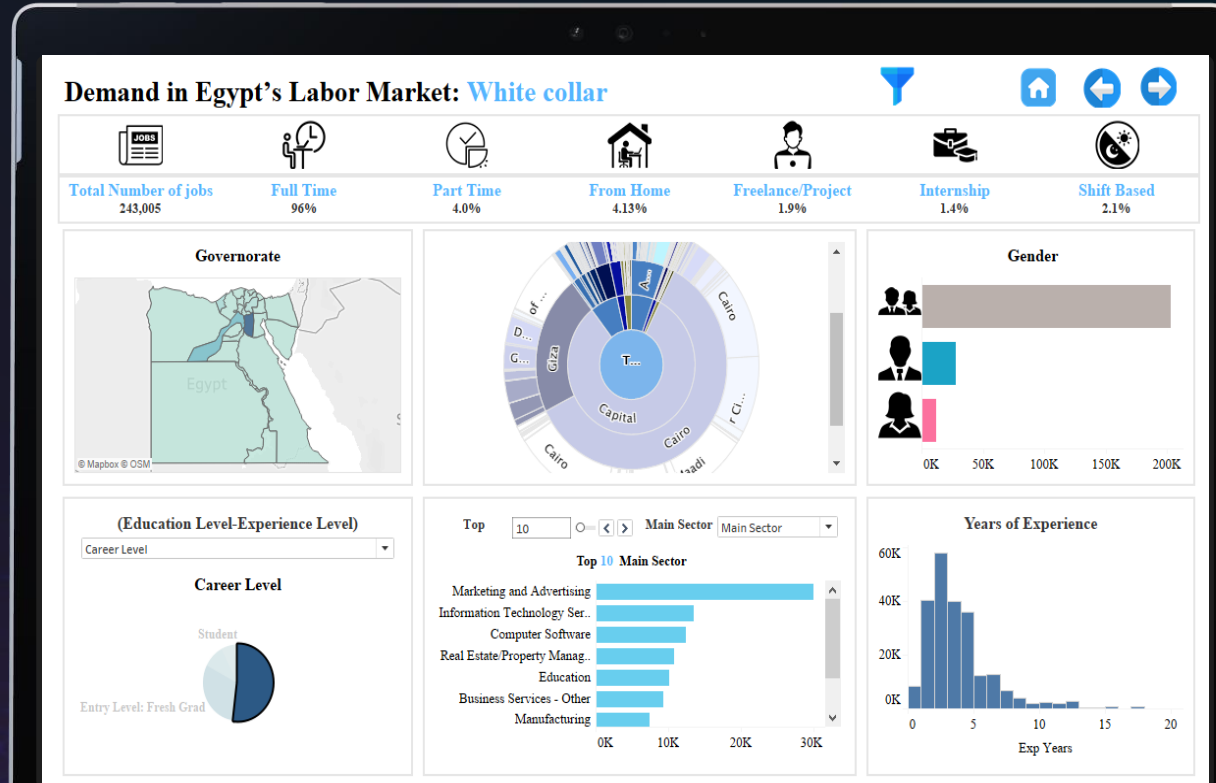 Demand in Egypt's Labor Market: White collar
JOBS
Total Number of jobs
243,005
Full Time
96%
Part Time
4.0%
From Home
4.13%
Freelance/Project
1.9%
Internship
1.4%
Shift Based
2.1%
Governorate
Egypt
© Mapbox © OSM
T...
Capital
Cairo
Giza
A...
Cairo
r Ci...
Cairo
of ...
D...
G...
Gender
0K 50K 100K 150K 200K
(Education Level-Experience Level)
Career Level
Career Level
Student
Entry Level: Fresh Grad
Top 10 Main Sector Main Sector
Top 10 Main Sector
Marketing and Advertising
Information Technology Ser..
Computer Software
Real Estate/Property Manag..
Education
Business Services - Other
Manufacturing
0K 10K 20K 30K
Years of Experience
60K
40K
20K
0K
0 5 10 15 20
Exp Years